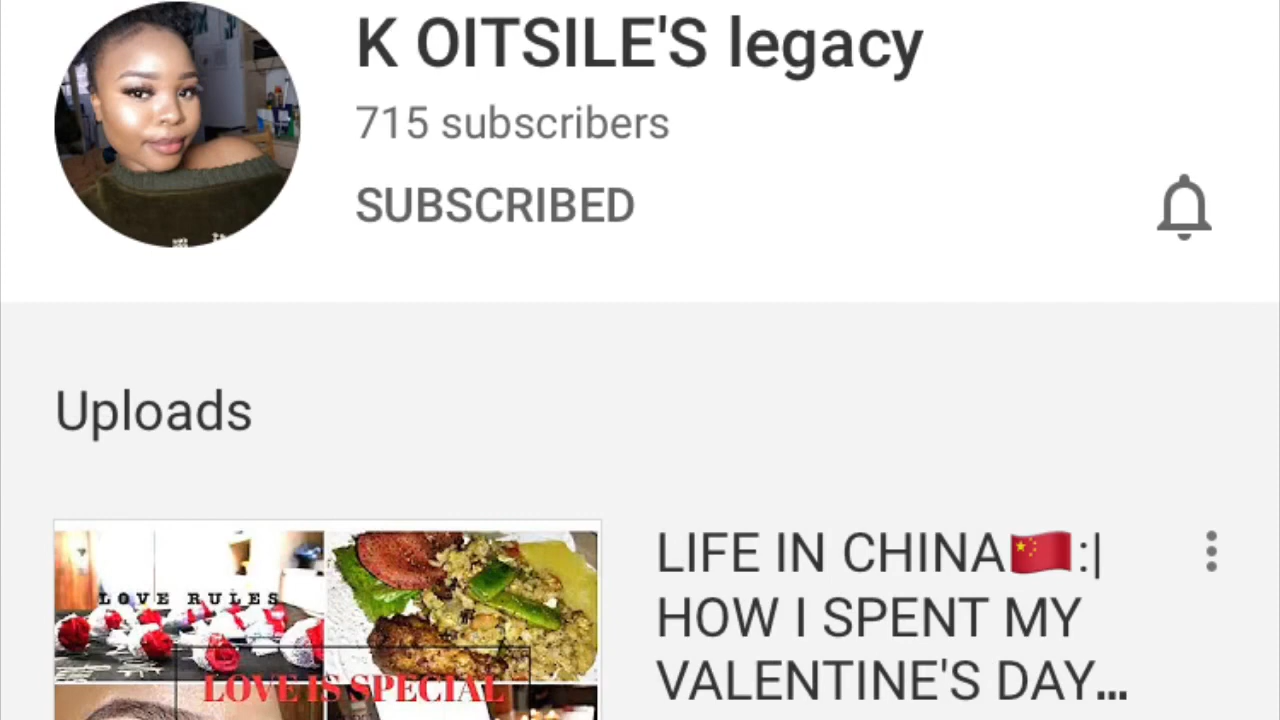 K OITSILE'S legacy
715 subscribers
SUBSCRIBED
Uploads
LOVE RULES
LOVE IS SPECIAL
LIFE IN CHINA🇨🇳:|
HOW I SPENT MY
VALENTINE'S DAY...